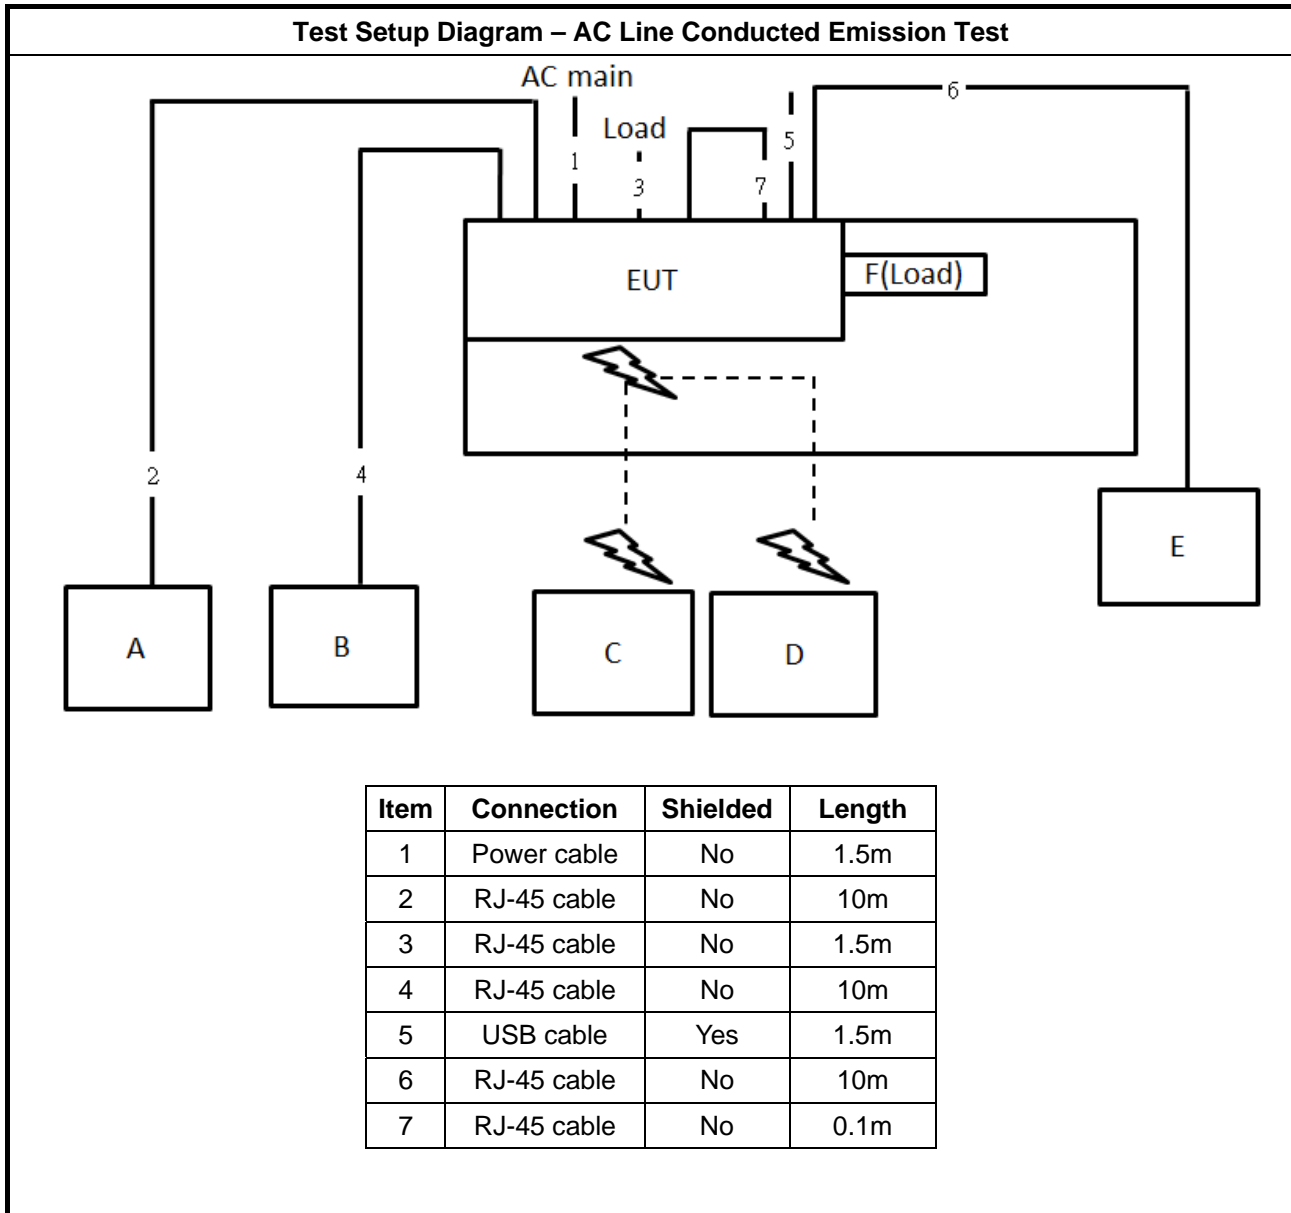 Test Setup Diagram – AC Line Conducted Emission Test
AC main
6
Load
5
1
3
7
EUT
F(Load)
2
4
E
A
B
C
D
Item Connection Shielded Length
1 Power cable No 1.5m
2 RJ-45 cable No 10m
3 RJ-45 cable No 1.5m
4 RJ-45 cable No 10m
5 USB cable Yes 1.5m
6 RJ-45 cable No 10m
7 RJ-45 cable No 0.1m